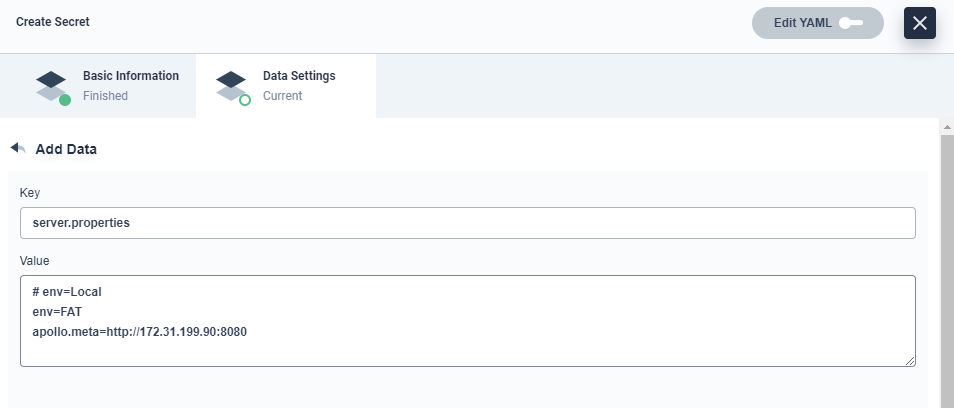 Create Secret
Edit YAML
Basic Information
Finished
Data Settings
Current
Add Data
Key
server.properties
Value
# env=Local
env=FAT
apollo.meta=http://172.31.199.90:8080